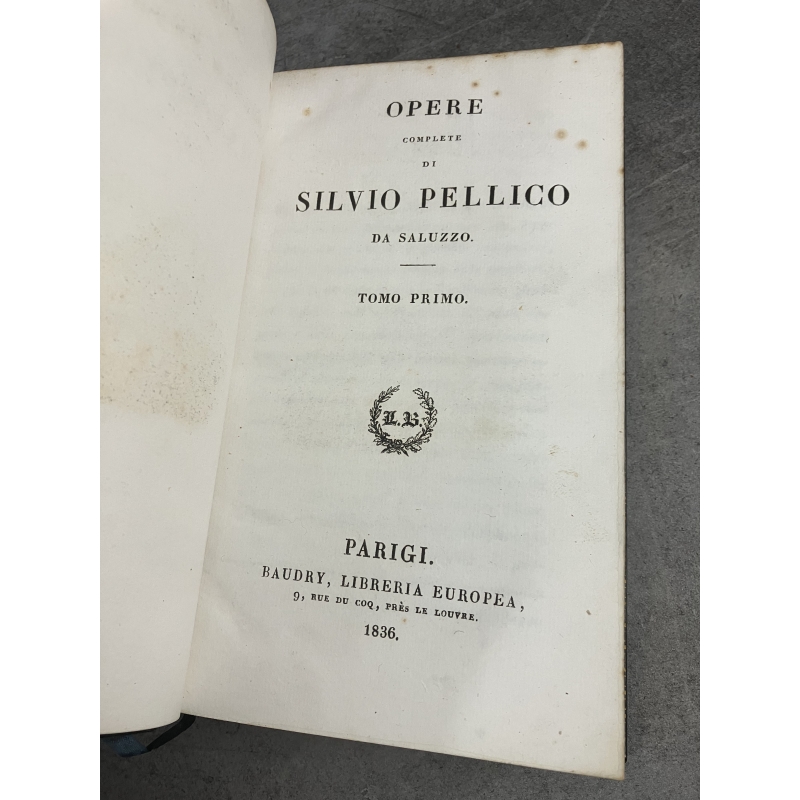 OPERE
COMPLETE
DI
SILVIO PELLICO
DA SALUZZO.
TOMO PRIMO.
L.B.
PARIGI.
BAUDRY, LIBRERIA EUROPEA,
9, RUE DU COQ, PRÈS LE LOUVRE.
1836.